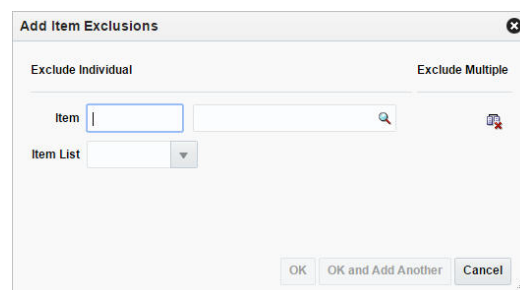 Add Item Exclusions
Exclude Individual Exclude Multiple
Item
Item List
OK OK and Add Another Cancel